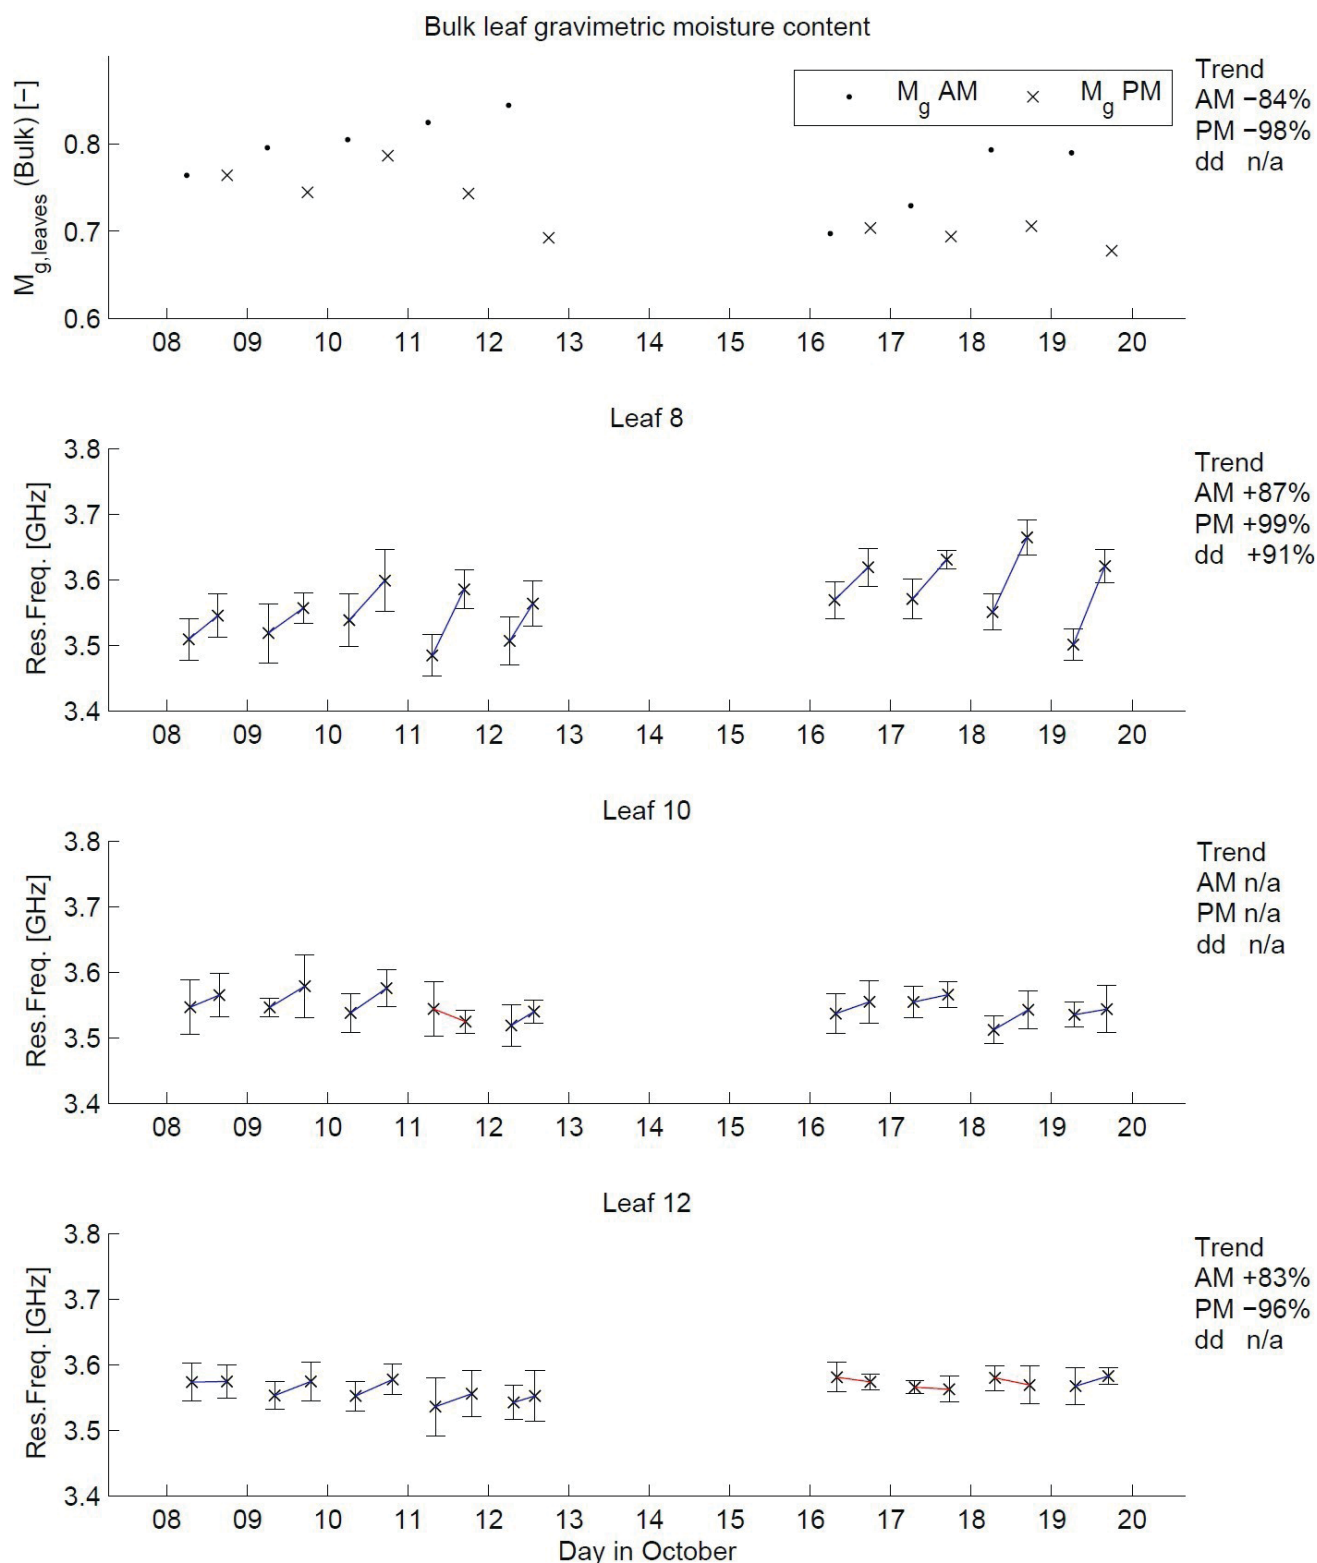 Bulk leaf gravimetric moisture content
M_g,leaves (Bulk) [−]
0.8
0.7
0.6
M_g AM
M_g PM
Trend
AM −84%
PM −98%
dd n/a
08 09 10 11 12 13 14 15 16 17 18 19 20
Leaf 8
Res.Freq. [GHz]
3.8
3.7
3.6
3.5
3.4
Trend
AM +87%
PM +99%
dd +91%
08 09 10 11 12 13 14 15 16 17 18 19 20
Leaf 10
Res.Freq. [GHz]
3.8
3.7
3.6
3.5
3.4
Trend
AM n/a
PM n/a
dd n/a
08 09 10 11 12 13 14 15 16 17 18 19 20
Leaf 12
Res.Freq. [GHz]
3.8
3.7
3.6
3.5
3.4
Trend
AM +83%
PM −96%
dd n/a
08 09 10 11 12 13 14 15 16 17 18 19 20
Day in October